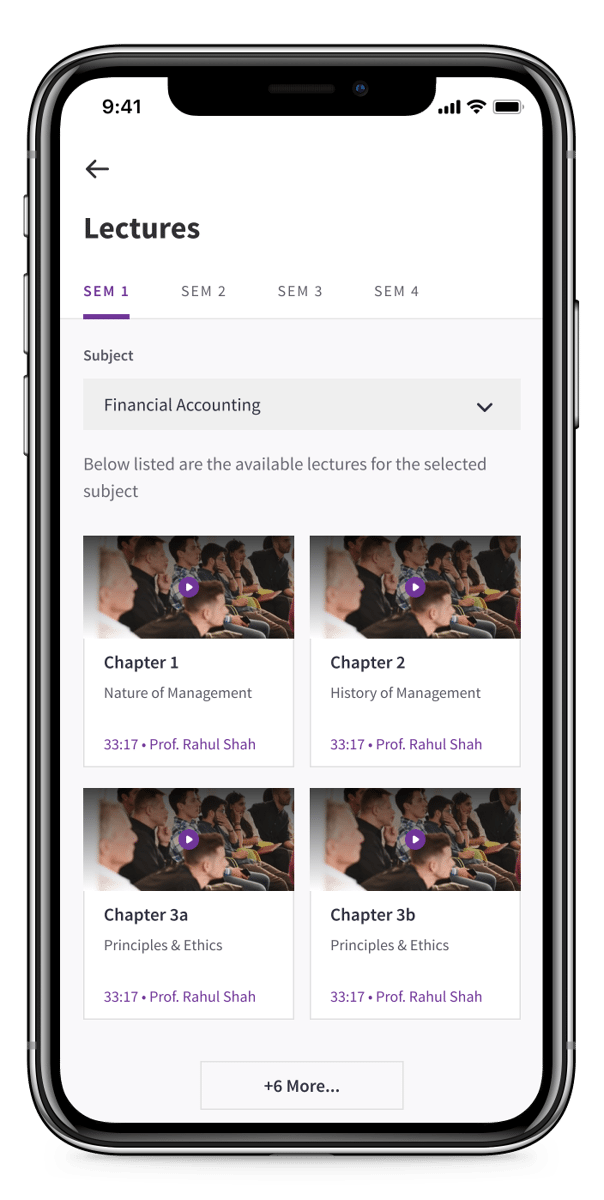 9:41
Lectures
SEM 1 SEM 2 SEM 3 SEM 4
Subject
Financial Accounting
Below listed are the available lectures for the selected
subject
Chapter 1
Nature of Management
33:17 • Prof. Rahul Shah
Chapter 2
History of Management
33:17 • Prof. Rahul Shah
Chapter 3a
Principles & Ethics
33:17 • Prof. Rahul Shah
Chapter 3b
Principles & Ethics
33:17 • Prof. Rahul Shah
+6 More...